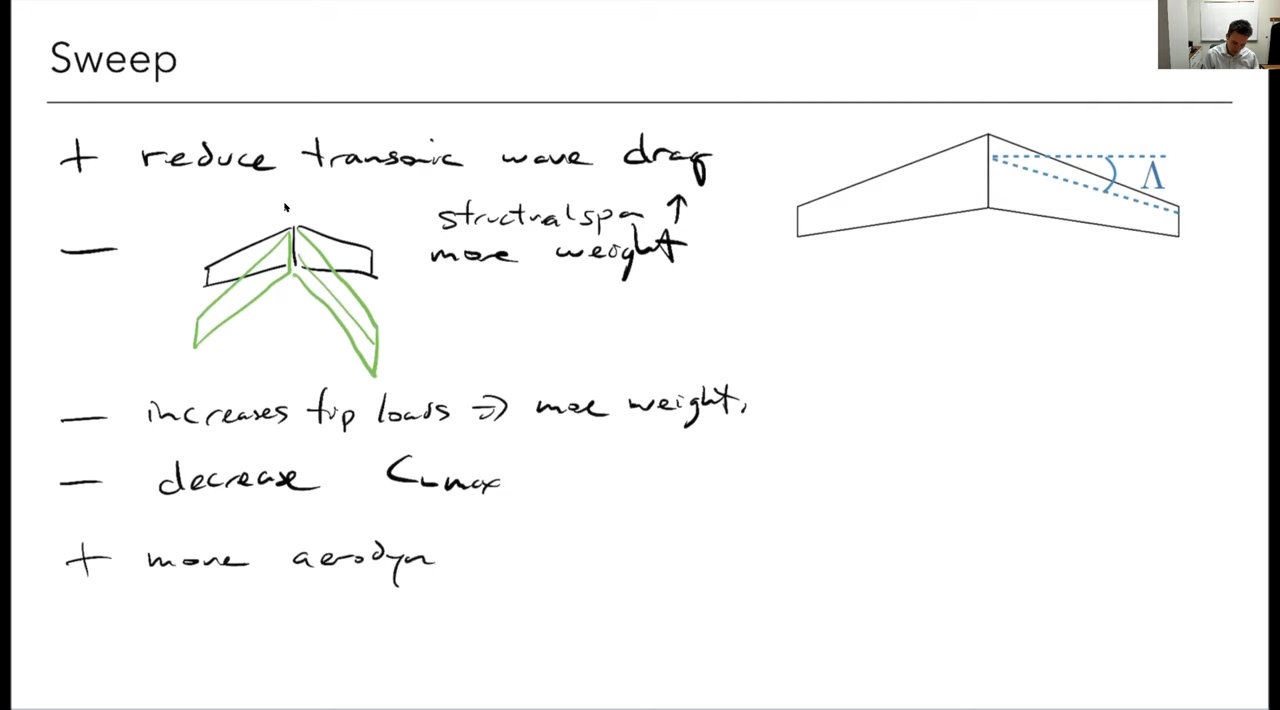 Sweep
+ reduce transonic wave drag
Λ
structural span ↑
— more weight
— increases tip loads => more weight,
— decrease CLmax
+ more aerodyn